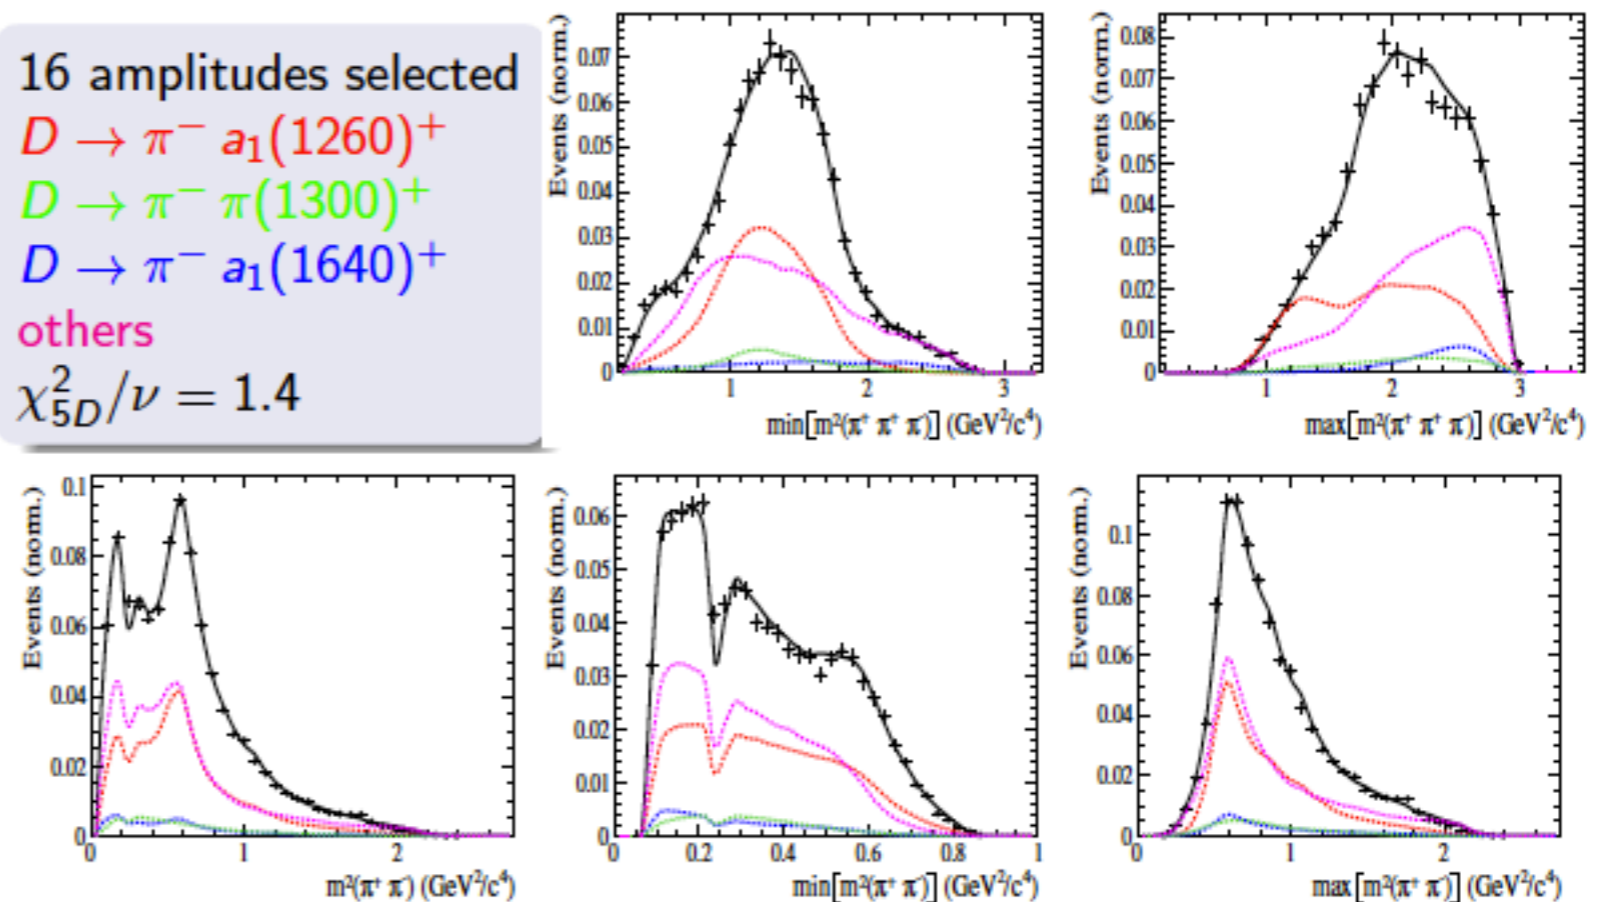 16 amplitudes selected
D → π⁻ a₁(1260)⁺
D → π⁻ π(1300)⁺
D → π⁻ a₁(1640)⁺
others
χ²₅D/ν = 1.4
Events (norm.)
0.07
0.06
0.05
0.04
0.03
0.02
0.01
0
1 2 3
min[m²(π⁺ π⁺ π⁻)] (GeV²/c⁴)
Events (norm.)
0.08
0.07
0.06
0.05
0.04
0.03
0.02
0.01
0
1 2 3
max[m²(π⁺ π⁺ π⁻)] (GeV²/c⁴)
Events (norm.)
0.1
0.08
0.06
0.04
0.02
0
0 1 2
m²(π⁺ π⁻) (GeV²/c⁴)
Events (norm.)
0.06
0.05
0.04
0.03
0.02
0.01
0
0 0.2 0.4 0.6 0.8 1
min[m²(π⁺ π⁻)] (GeV²/c⁴)
Events (norm.)
0.1
0.08
0.06
0.04
0.02
0
0 1 2
max[m²(π⁺ π⁻)] (GeV²/c⁴)